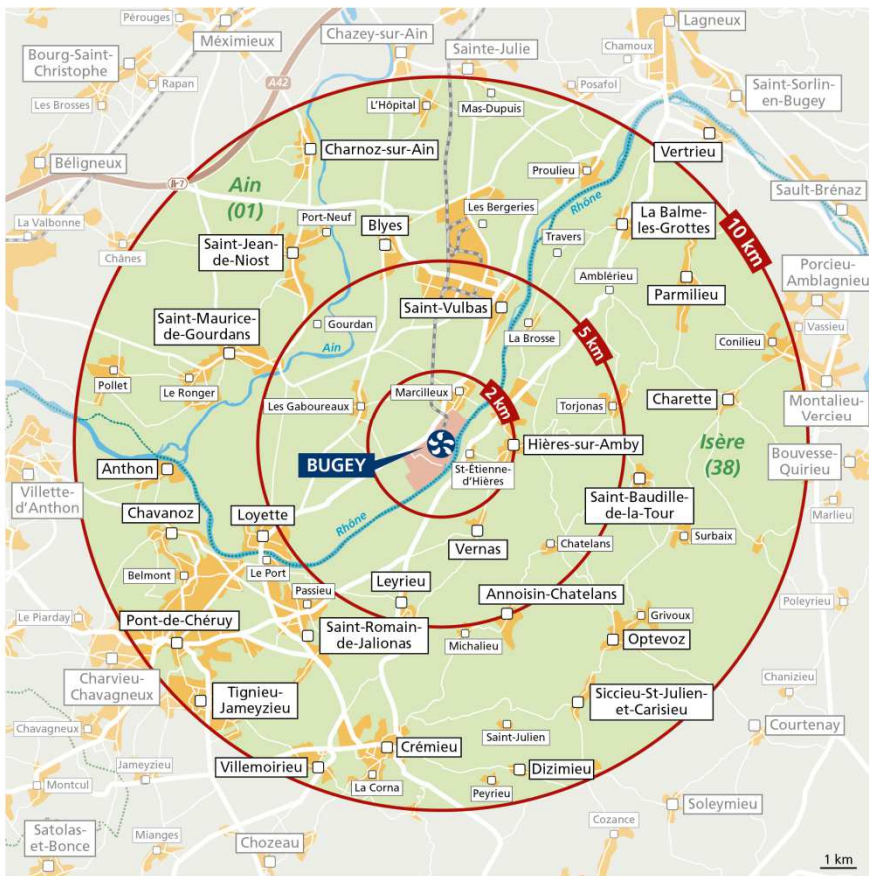 Pérouges
Méximieux
Chazey-sur-Ain
Sainte-Julie
Lagneux
Bourg-Saint-
Christophe
Rapan
Chamoux
Posafol
Saint-Sorlin-
en-Bugey
Les Brosses
A42
L'Hôpital
Mas-Dupuis
Béligneux
Charnoz-sur-Ain
Vertrieu
Proulieu
Sault-Brénaz
Ain
(01)
Rhône
La Valbonne
Port-Neuf
Les Bergeries
La Balme-
les-Grottes
Chânes
Saint-Jean-
de-Niost
Blyes
Travers
10 km
Amblérieu
Parmilieu
Porcieu-
Amblagnieu
Saint-Vulbas
Saint-Maurice-
de-Gourdans
Gourdan
La Brosse
Vassieu
Ain
5 km
Conilieu
Pollet
Le Ronger
Marcilleux
2 km
Montalieu-
Vercieu
Les Gaboureaux
Torjonas
Charette
Hières-sur-Amby
Isère
(38)
BUGEY
St-Étienne-
d'Hières
Bouvesse-
Quirieu
Anthon
Villette-
d'Anthon
Saint-Baudille-
de-la-Tour
Marlieu
Chavanoz
Loyette
Rhône
Vernas
Chatelans
Surbaix
Le Port
Belmont
Leyrieu
Passieu
Annoisin-Chatelans
Poleyrieu
Le Piarday
Pont-de-Chéruy
Saint-Romain-
de-Jalionas
Grivoux
Michalieu
Optevoz
Charvieu-
Chavagneux
Tignieu-
Jameyzieu
Siccieu-St-Julien-
et-Carisieu
Chanizieu
Chavagneux
Saint-Julien
Courtenay
Crémieu
Jameyzieu
Villemoirieu
Dizimieu
Montcul
La Corna
Peyrieu
Soleymieu
Satolas-
et-Bonce
Mianges
Chozeau
Cozance
1 km